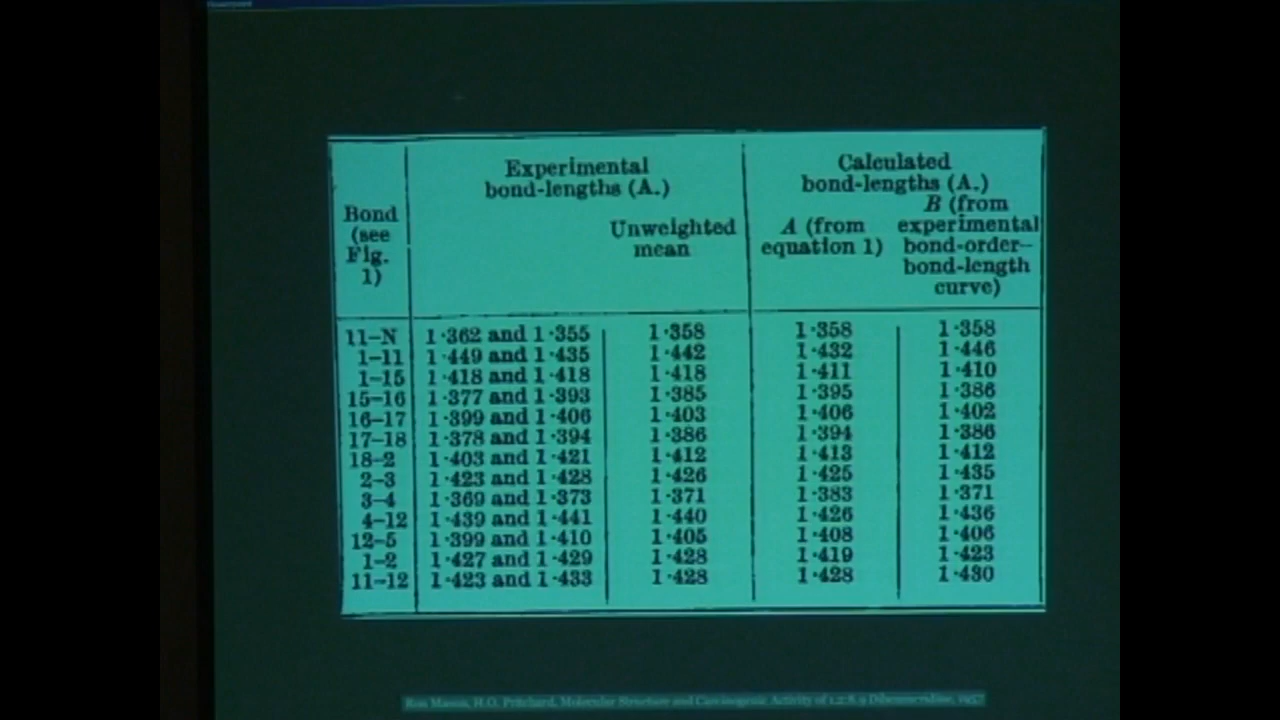 Experimental
bond-lengths (A.)
Calculated
bond-lengths (A.)
Bond
(see
Fig.
1)
Unweighted
mean
A (from
equation 1)
B (from
experimental
bond-order–
bond-length
curve)
11–N 1·362 and 1·355 1·358 1·358 1·358
1–11 1·449 and 1·435 1·442 1·432 1·446
1–15 1·418 and 1·418 1·418 1·411 1·410
15–16 1·377 and 1·393 1·385 1·395 1·386
16–17 1·399 and 1·406 1·403 1·406 1·402
17–18 1·378 and 1·394 1·386 1·394 1·386
18–2 1·403 and 1·421 1·412 1·413 1·412
2–3 1·423 and 1·428 1·426 1·425 1·435
3–4 1·369 and 1·373 1·371 1·383 1·371
4–12 1·439 and 1·441 1·440 1·426 1·436
12–5 1·399 and 1·410 1·405 1·408 1·406
1–2 1·427 and 1·429 1·428 1·419 1·423
11–12 1·423 and 1·433 1·428 1·428 1·430
Ron Mason, H.O. Pritchard, Molecular Structure and Carcinogenic Activity of